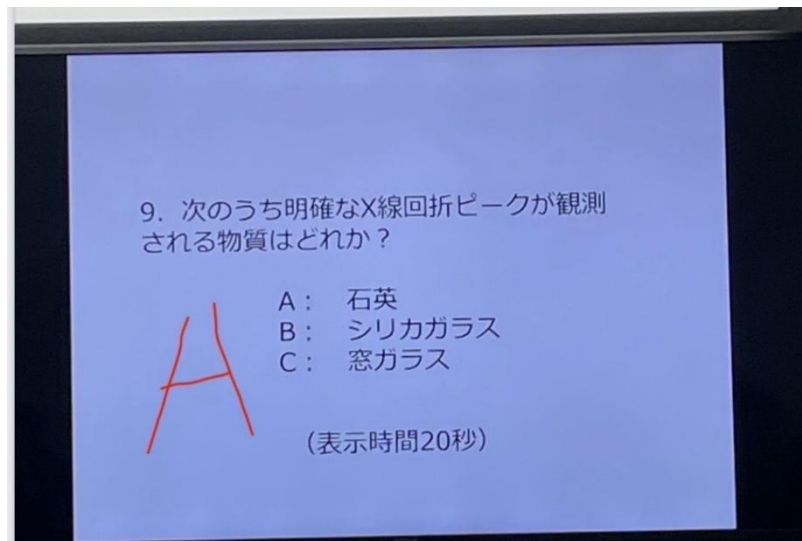 9. 次のうち明確なX線回折ピークが観測
される物質はどれか？
A： 石英
B： シリカガラス
C： 窓ガラス
A
（表示時間20秒）